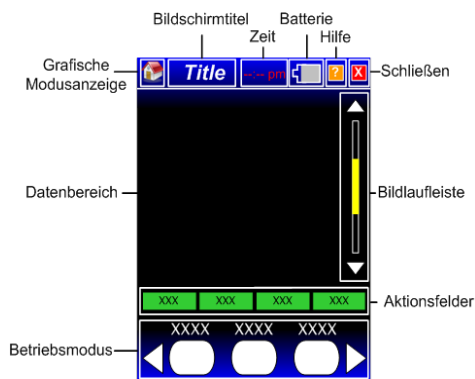 Bildschirmtitel
Batterie
Zeit
Hilfe
Grafische
Modusanzeige
Title
--:-- pm
?
X
Schließen
Datenbereich
Bildlaufleiste
XXX XXX XXX XXX
Aktionsfelder
XXXX XXXX XXXX
Betriebsmodus